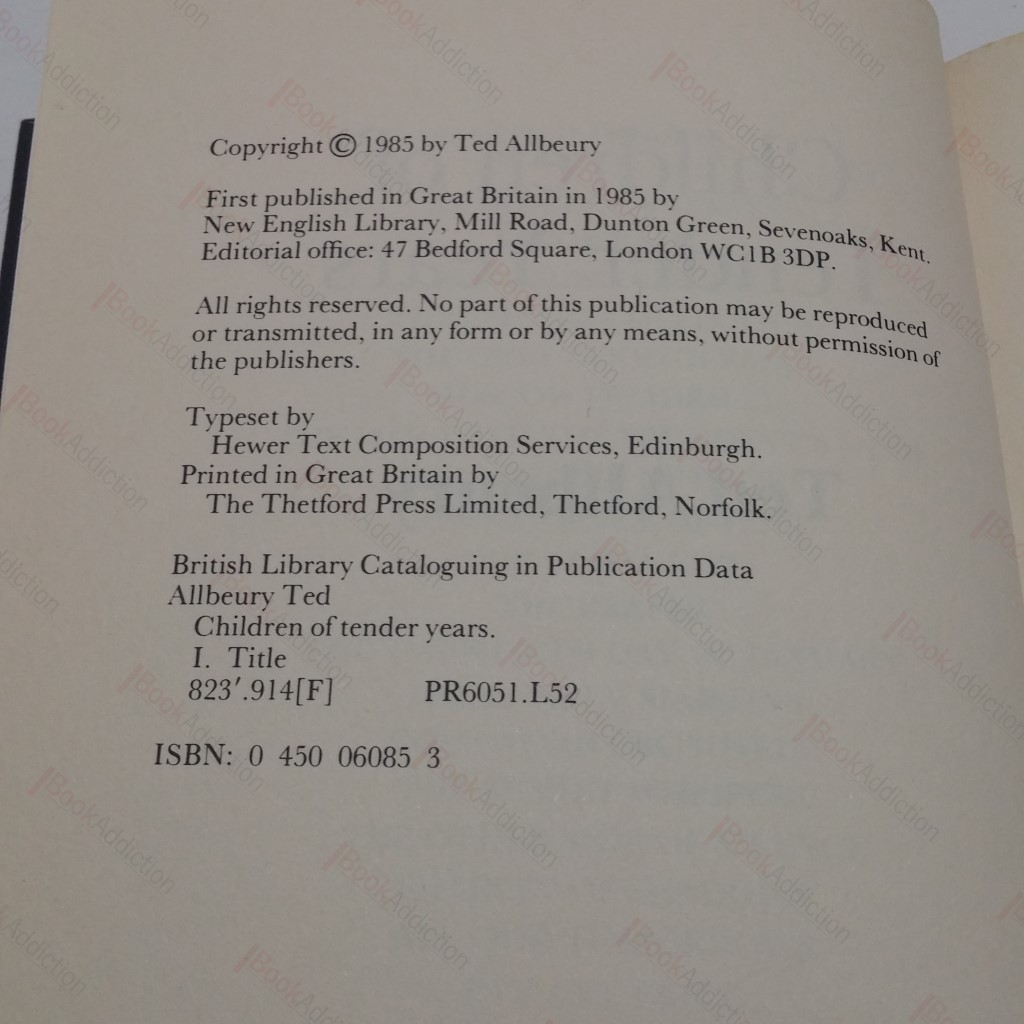 Copyright © 1985 by Ted Allbeury
First published in Great Britain in 1985 by
New English Library, Mill Road, Dunton Green, Sevenoaks, Kent.
Editorial office: 47 Bedford Square, London WC1B 3DP.
All rights reserved. No part of this publication may be reproduced
or transmitted, in any form or by any means, without permission of
the publishers.
Typeset by
Hewer Text Composition Services, Edinburgh.
Printed in Great Britain by
The Thetford Press Limited, Thetford, Norfolk.
British Library Cataloguing in Publication Data
Allbeury Ted
Children of tender years.
I. Title
823'.914[F] PR6051.L52
ISBN: 0 450 06085 3
BookAddiction